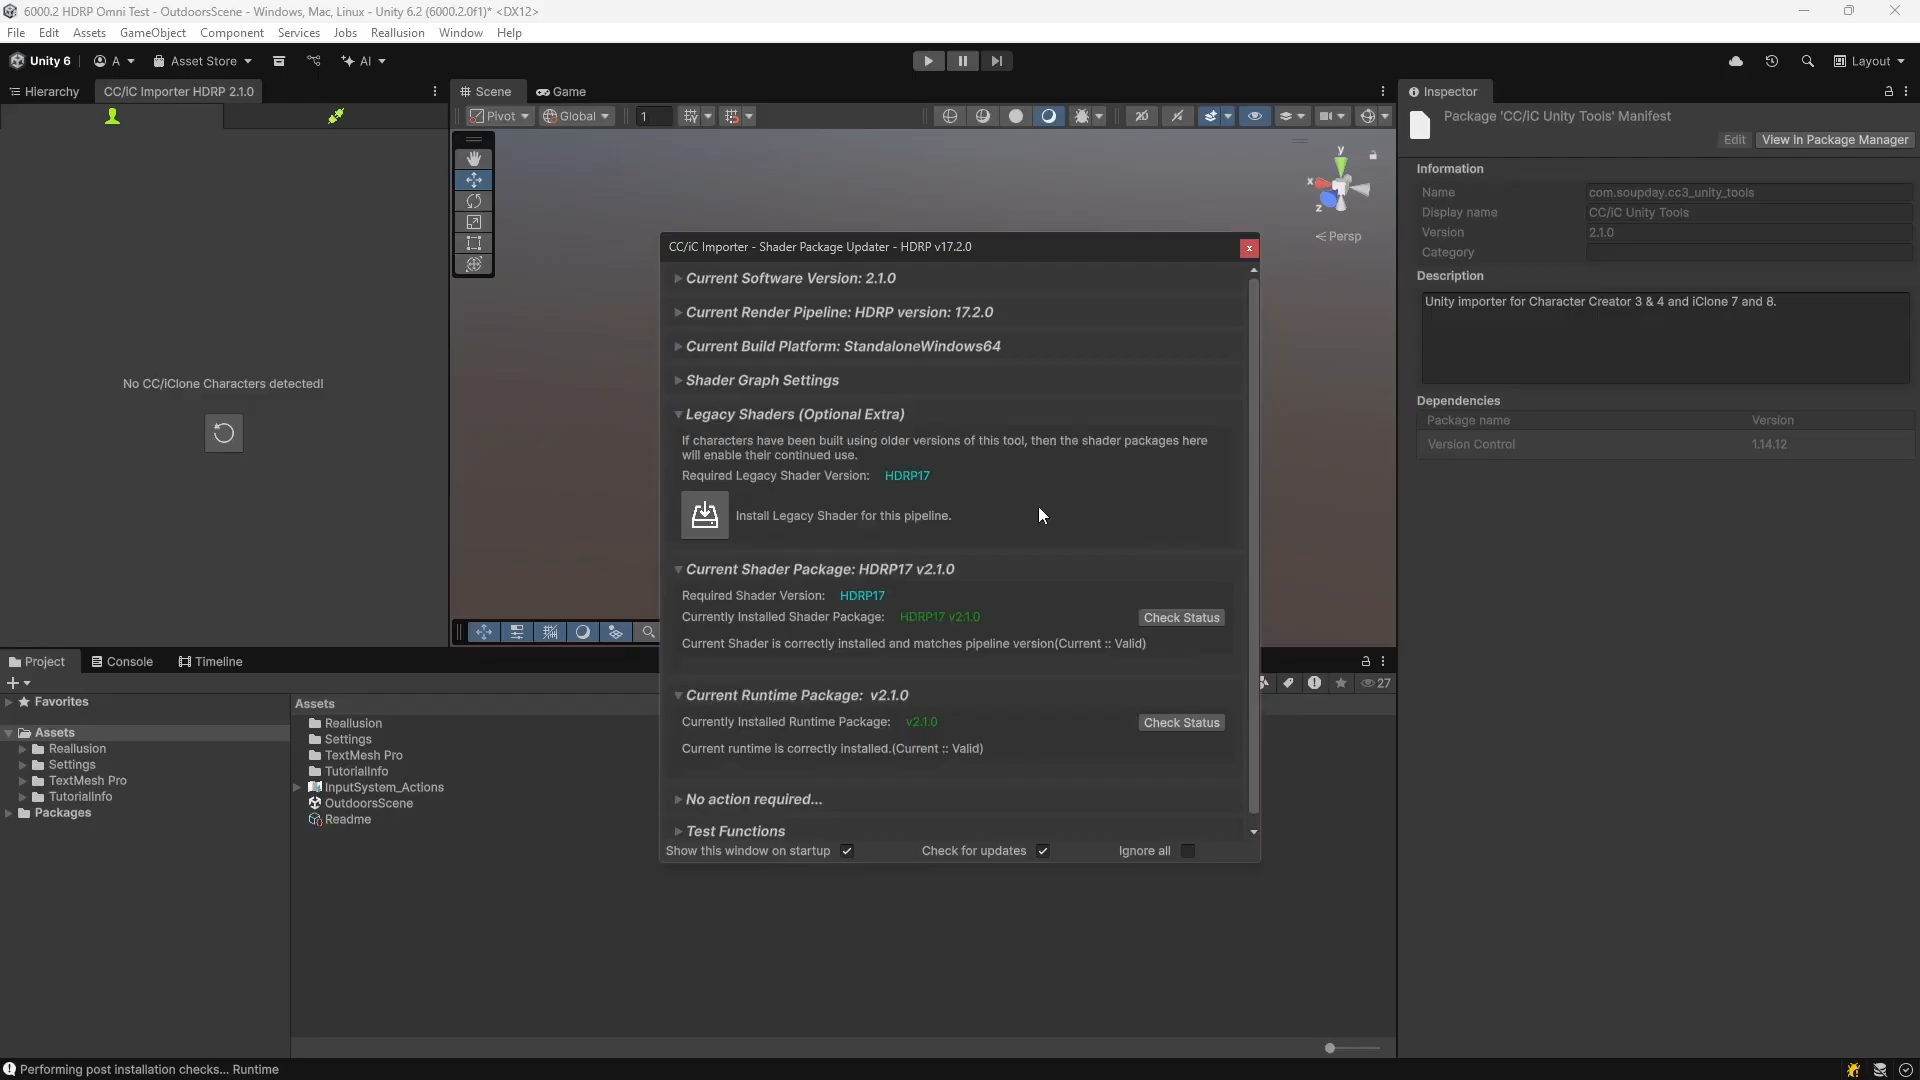 6000.2 HDRP Omni Test - OutdoorsScene - Windows, Mac, Linux - Unity 6.2 (6000.2.0f1)* <DX12>
File Edit Assets GameObject Component Services Jobs Reallusion Window Help
Unity 6 A Asset Store AI Layout
Hierarchy CC/iC Importer HDRP 2.1.0 Scene Game Inspector
Pivot Global 1 2D
Package 'CC/iC Unity Tools' Manifest
Edit View in Package Manager
y
x
z
Persp
Information
Name com.soupday.cc3_unity_tools
Display name CC/iC Unity Tools
Version 2.1.0
Category
Description
Unity importer for Character Creator 3 & 4 and iClone 7 and 8.
Dependencies
Package name Version
Version Control 1.14.12
No CC/iClone Characters detected!
CC/iC Importer - Shader Package Updater - HDRP v17.2.0 x
Current Software Version: 2.1.0
Current Render Pipeline: HDRP version: 17.2.0
Current Build Platform: StandaloneWindows64
Shader Graph Settings
Legacy Shaders (Optional Extra)
If characters have been built using older versions of this tool, then the shader packages here
will enable their continued use.
Required Legacy Shader Version: HDRP17
Install Legacy Shader for this pipeline.
Current Shader Package: HDRP17 v2.1.0
Required Shader Version: HDRP17
Currently Installed Shader Package: HDRP17 v2.1.0 Check Status
Current Shader is correctly installed and matches pipeline version(Current :: Valid)
Current Runtime Package: v2.1.0
Currently Installed Runtime Package: v2.1.0 Check Status
Current runtime is correctly installed.(Current :: Valid)
No action required...
Test Functions
Show this window on startup Check for updates Ignore all
Project Console Timeline
27
Favorites
Assets
Reallusion
Settings
TextMesh Pro
TutorialInfo
Packages
Assets
Reallusion
Settings
TextMesh Pro
TutorialInfo
InputSystem_Actions
OutdoorsScene
Readme
Performing post installation checks... Runtime